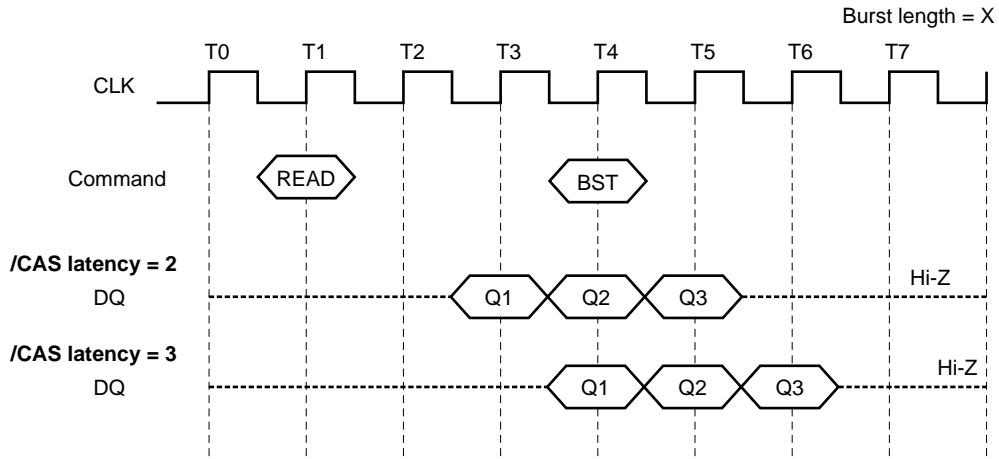 Burst length = X
T0 T1 T2 T3 T4 T5 T6 T7
CLK
Command READ BST
/CAS latency = 2
DQ Q1 Q2 Q3 Hi-Z
/CAS latency = 3
DQ Q1 Q2 Q3 Hi-Z